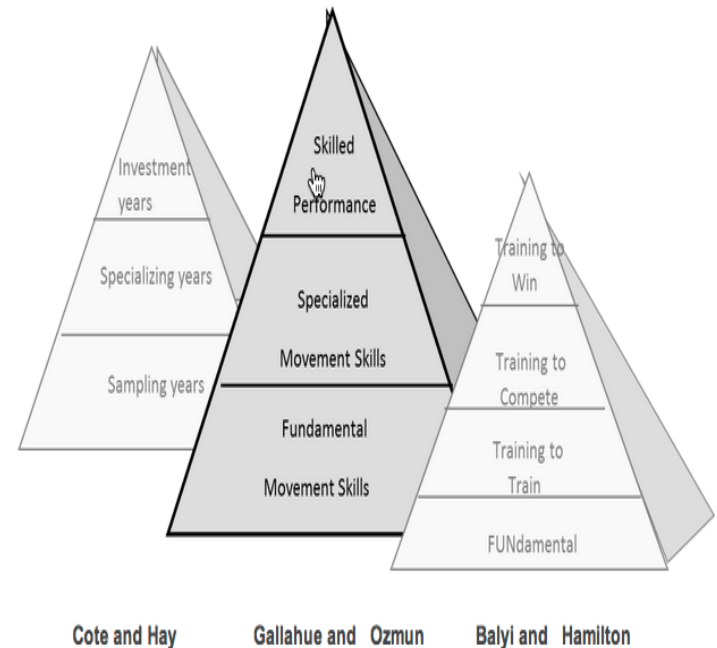 Investment
years
Specializing years
Sampling years
Skilled
Performance
Specialized
Movement Skills
Fundamental
Movement Skills
Training to
Win
Training to
Compete
Training to
Train
FUNdamental
Cote and Hay
Gallahue and Ozmun
Balyi and Hamilton